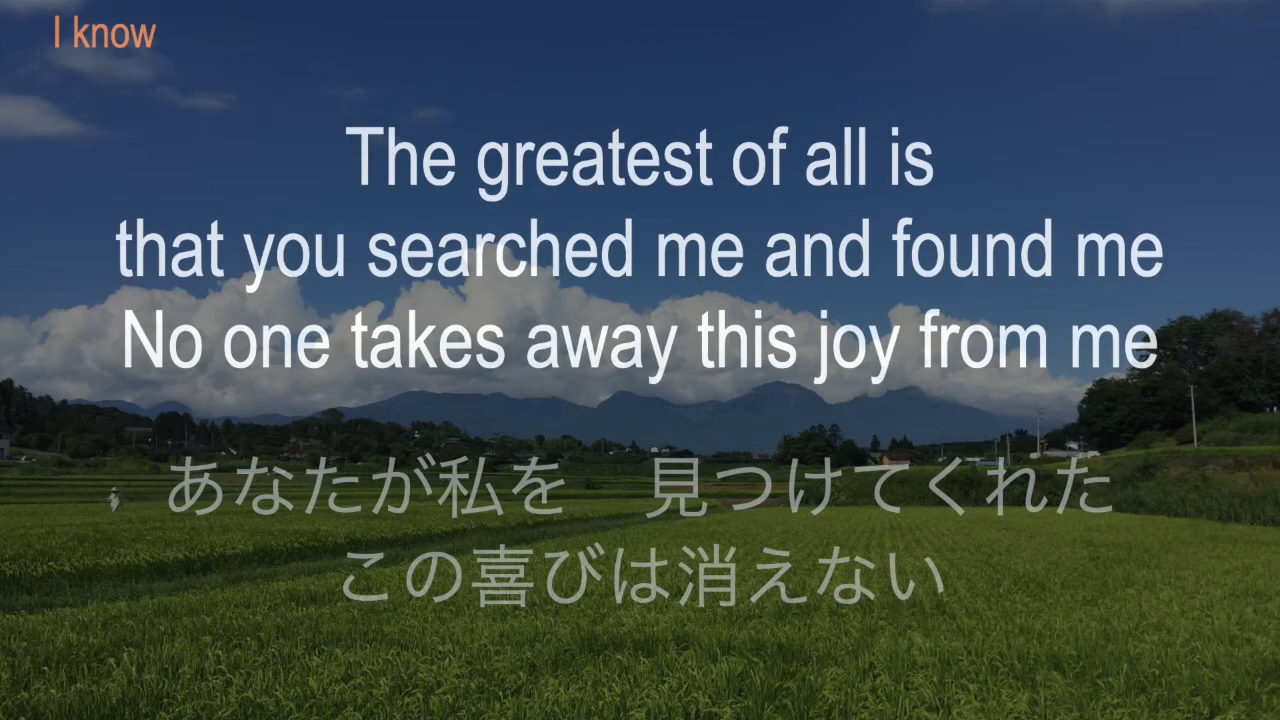 I know
The greatest of all is
that you searched me and found me
No one takes away this joy from me
あなたが私を　見つけてくれた
この喜びは消えない